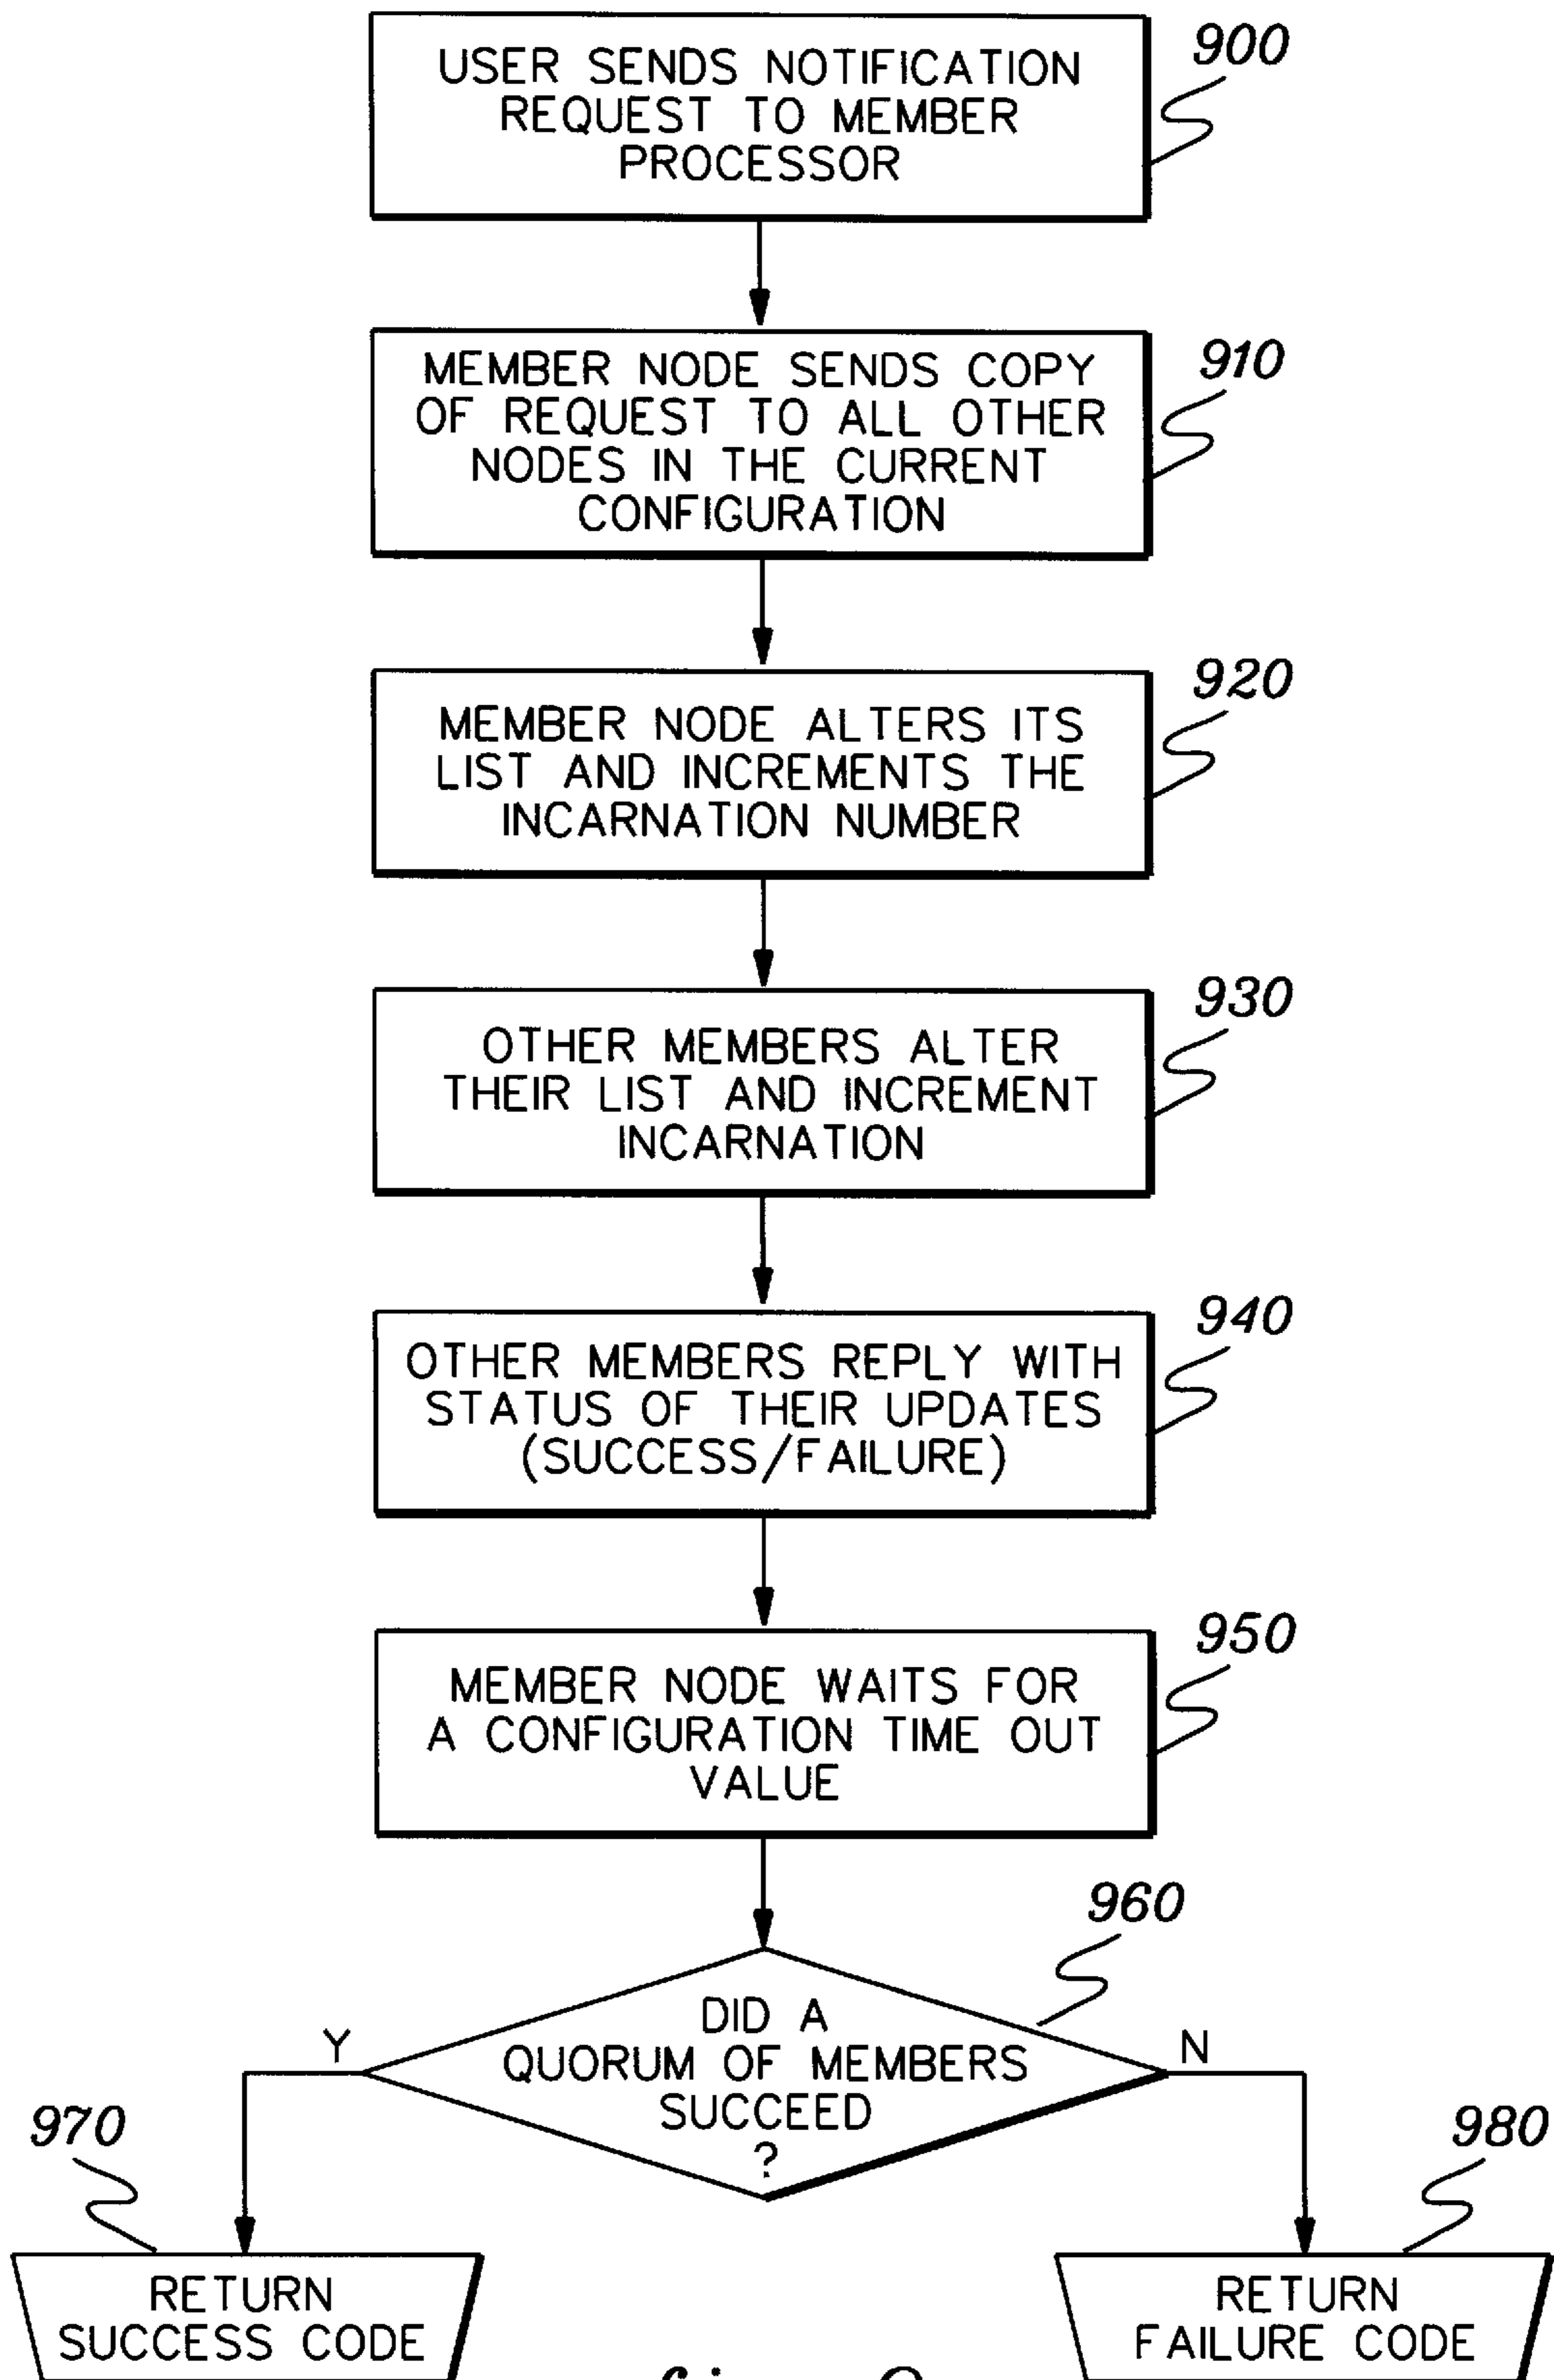 USER SENDS NOTIFICATION
REQUEST TO MEMBER
PROCESSOR
900
MEMBER NODE SENDS COPY
OF REQUEST TO ALL OTHER
NODES IN THE CURRENT
CONFIGURATION
910
MEMBER NODE ALTERS ITS
LIST AND INCREMENTS THE
INCARNATION NUMBER
920
OTHER MEMBERS ALTER
THEIR LIST AND INCREMENT
INCARNATION
930
OTHER MEMBERS REPLY WITH
STATUS OF THEIR UPDATES
(SUCCESS/FAILURE)
940
MEMBER NODE WAITS FOR
A CONFIGURATION TIME OUT
VALUE
950
960
DID A
QUORUM OF MEMBERS
SUCCEED
?
Y
N
970
980
RETURN
SUCCESS CODE
RETURN
FAILURE CODE